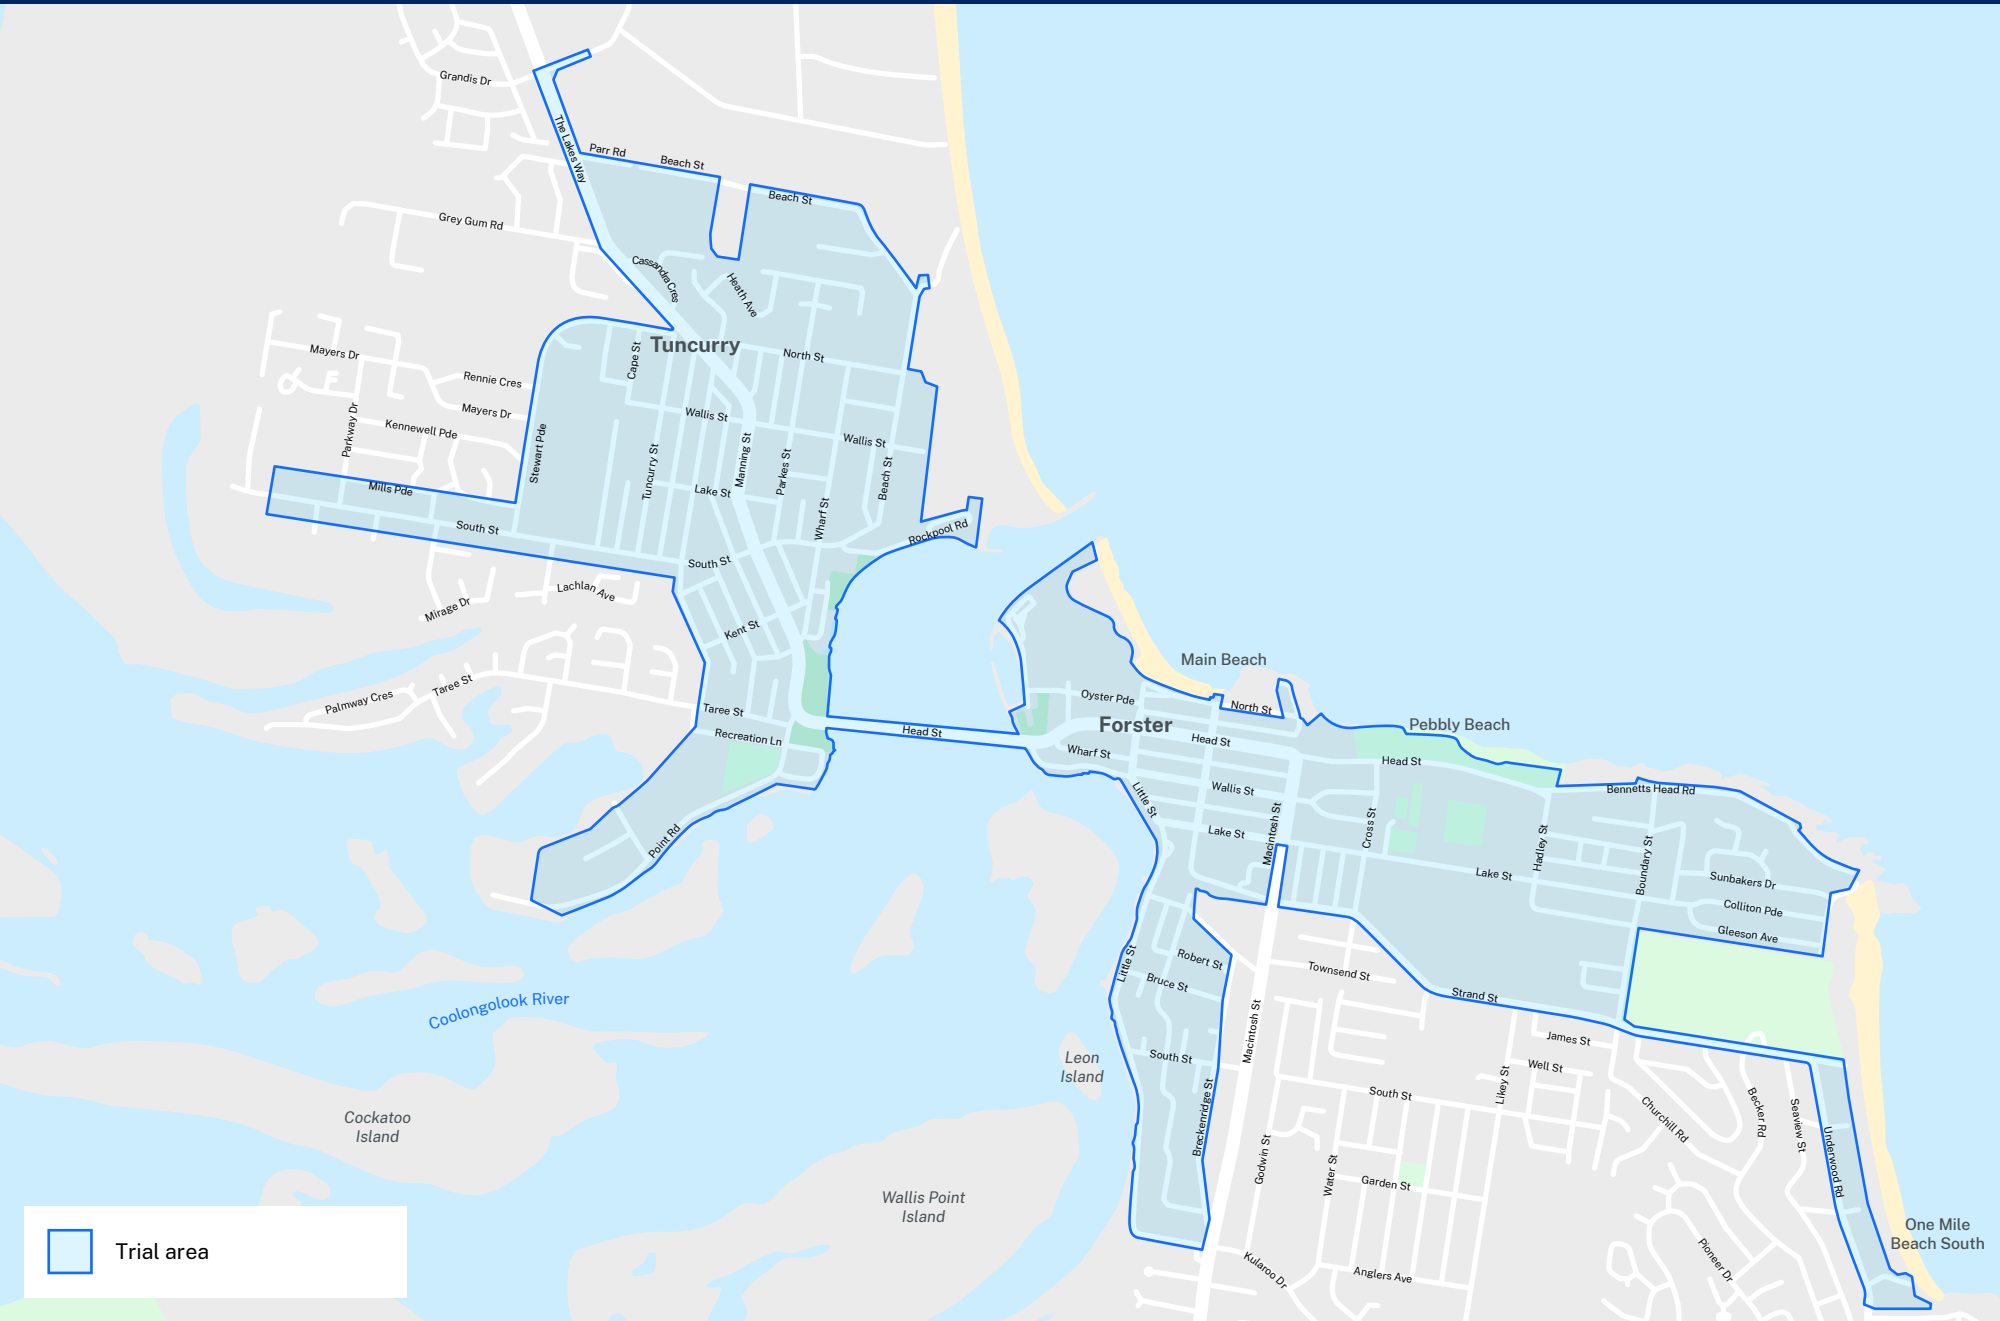 Grandis Dr
The Lakes Way
Parr Rd
Beach St
Beach St
Grey Gum Rd
Cassandra Cres
Heath Ave
Tuncurry
North St
Cape St
Mayers Dr
Rennie Cres
Mayers Dr
Parkway Dr
Kennewell Pde
Stewart Pde
Wallis St
Wallis St
Manning St
Tuncurry St
Parkes St
Beach St
Mills Pde
Lake St
Wharf St
South St
Rockpool Rd
South St
Lachlan Ave
Mirage Dr
Kent St
Main Beach
Palmway Cres
Taree St
Taree St
Oyster Pde
North St
Recreation Ln
Head St
Forster
Head St
Pebbly Beach
Wharf St
Head St
Wallis St
Bennetts Head Rd
Little St
Lake St
Macintosh St
Cross St
Hadley St
Boundary St
Point Rd
Lake St
Sunbakers Dr
Colliton Pde
Gleeson Ave
Little St
Robert St
Bruce St
Townsend St
Strand St
Coolongolook River
Macintosh St
James St
Leon
Island
South St
Well St
Likey St
South St
Breckenridge St
Churchill Rd
Becker Rd
Seaview St
Underwood Rd
Cockatoo
Island
Godwin St
Water St
Garden St
Wallis Point
Island
One Mile
Beach South
Kularoo Dr
Anglers Ave
Pioneer Dr
Trial area